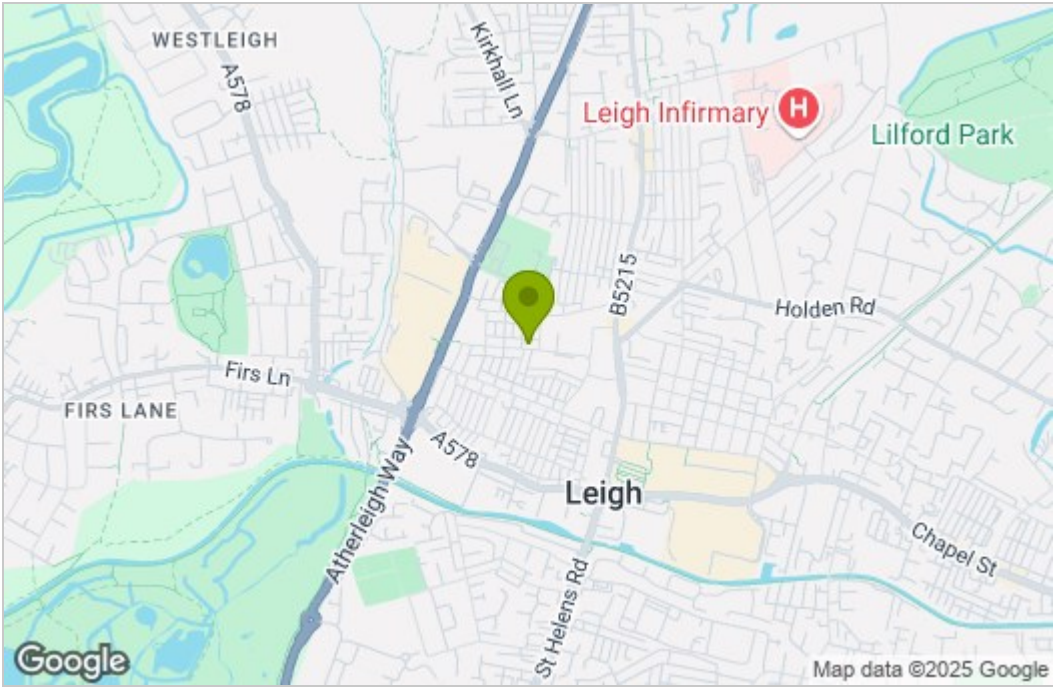 WESTLEIGH
A578
Kirkhall Ln
Leigh Infirmary
H
Lilford Park
B5215
Holden Rd
Firs Ln
FIRS LANE
A578
Atherleigh Way
Leigh
Chapel St
St Helens Rd
Google
Map data ©2025 Google